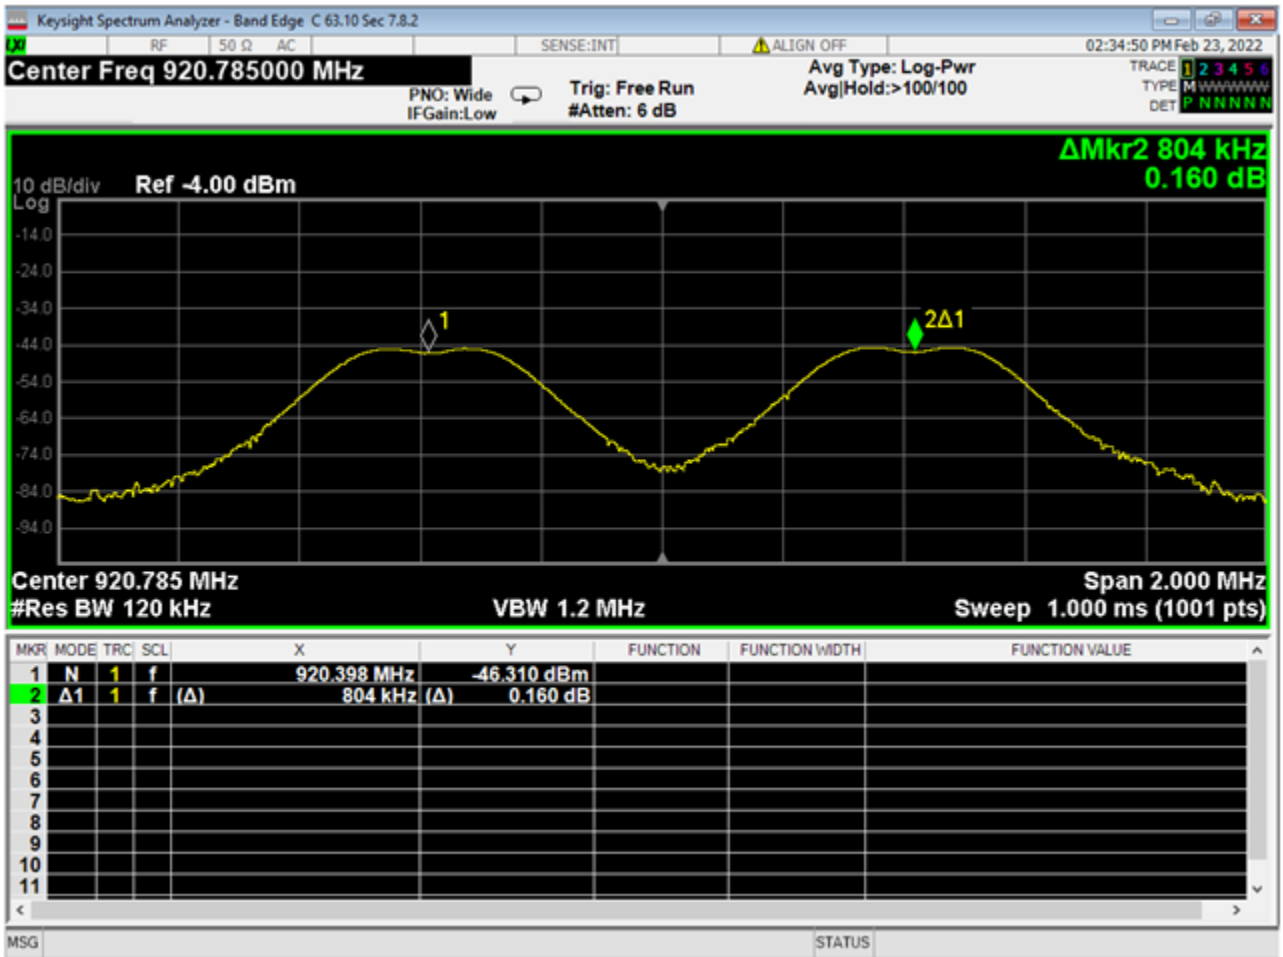 Keysight Spectrum Analyzer - Band Edge C 63.10 Sec 7.8.2
LXI RF 50 Ω AC SENSE:INT ALIGN OFF 02:34:50 PM Feb 23, 2022
Center Freq 920.785000 MHz
PNO: Wide
IFGain:Low
Trig: Free Run
#Atten: 6 dB
Avg Type: Log-Pwr
Avg|Hold:>100/100
TRACE 1 2 3 4 5 6
TYPE M W W W W W
DET P N N N N N
ΔMkr2 804 kHz
0.160 dB
10 dB/div Ref -4.00 dBm
Log
-14.0
-24.0
-34.0
-44.0
-54.0
-64.0
-74.0
-84.0
-94.0
1
2Δ1
Center 920.785 MHz Span 2.000 MHz
#Res BW 120 kHz VBW 1.2 MHz Sweep 1.000 ms (1001 pts)
MKR MODE TRC SCL X Y FUNCTION FUNCTION WIDTH FUNCTION VALUE
1 N 1 f 920.398 MHz -46.310 dBm
2 Δ1 1 f (Δ) 804 kHz (Δ) 0.160 dB
3
4
5
6
7
8
9
10
11
MSG STATUS